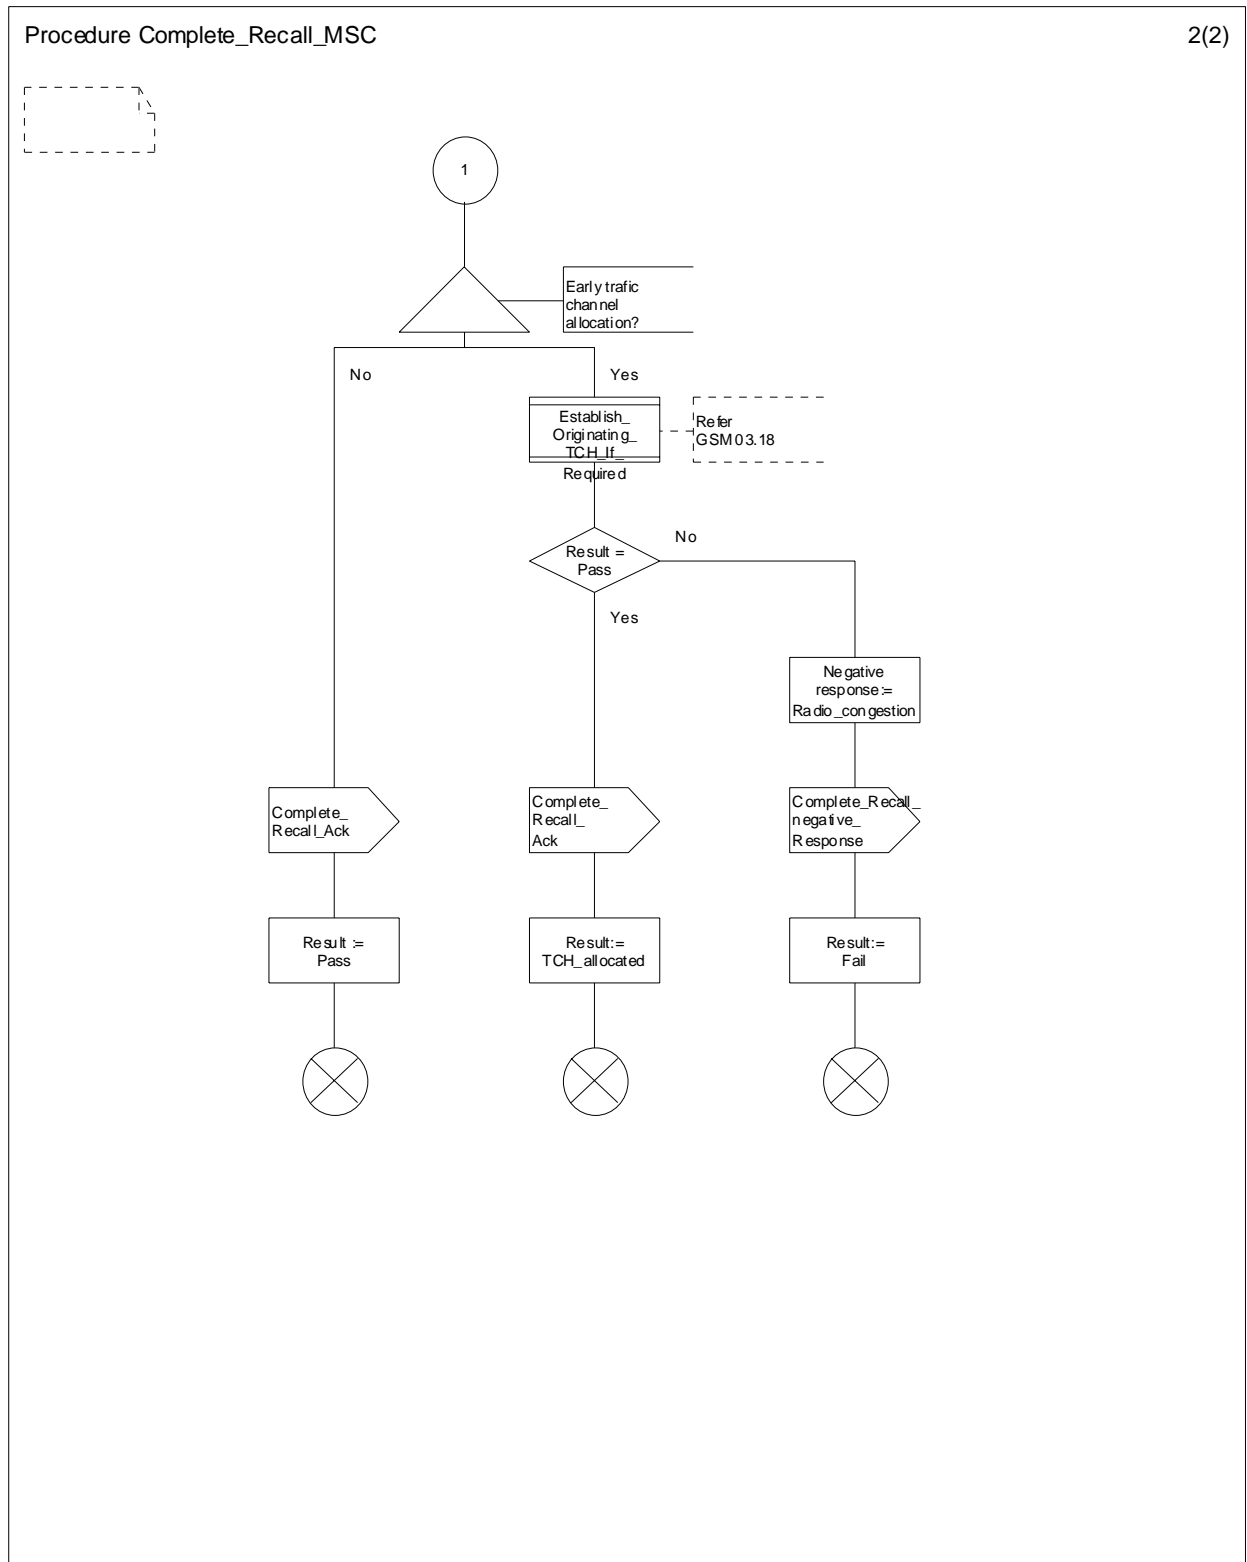 Procedure Complete_Recall_MSC
2(2)
1
Early trafic
channel
allocation?
No
Yes
Establish_
Originating_
TCH_If_
Required
Refer
GSM 03.18
Result =
Pass
No
Yes
Negative
response:=
Radio_congestion
Complete_
Recall_Ack
Complete_
Recall_
Ack
Complete_Recall_
negative_
Response
Result :=
Pass
Result:=
TCH_allocated
Result:=
Fail